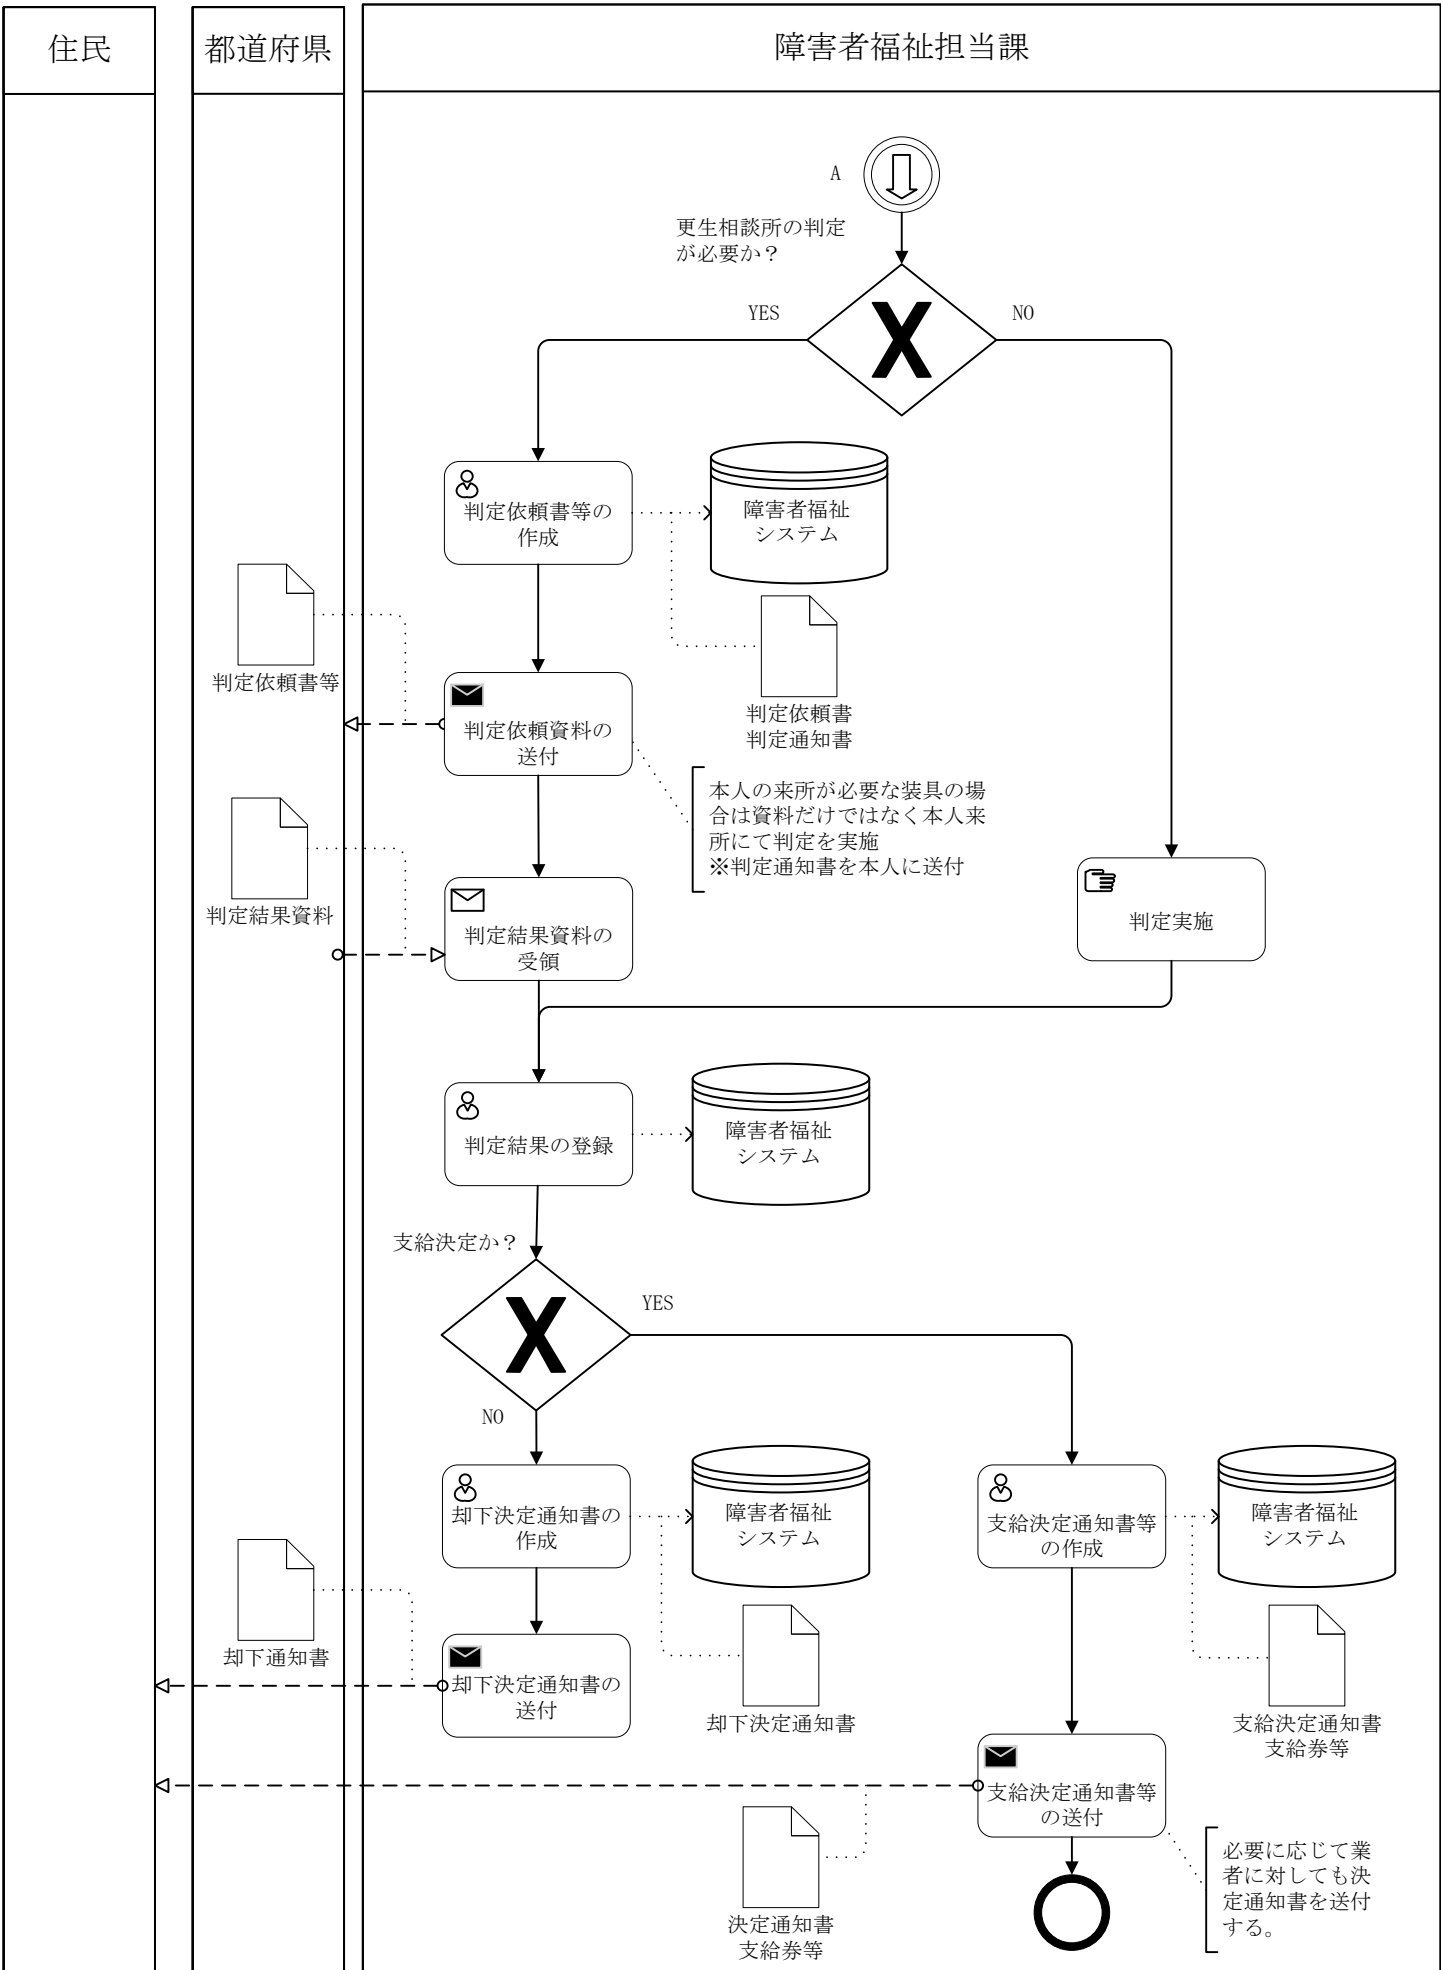 住民
都道府県
障害者福祉担当課
A
更生相談所の判定
が必要か？
YES
NO
判定依頼書等の
作成
障害者福祉
システム
判定依頼書等
判定依頼書
判定通知書
判定依頼資料の
送付
本人の来所が必要な装具の場
合は資料だけではなく本人来
所にて判定を実施
※判定通知書を本人に送付
判定結果資料
判定結果資料の
受領
判定実施
判定結果の登録
障害者福祉
システム
支給決定か？
YES
NO
却下決定通知書の
作成
障害者福祉
システム
支給決定通知書等
の作成
障害者福祉
システム
却下通知書
却下決定通知書の
送付
却下決定通知書
支給決定通知書
支給券等
支給決定通知書等
の送付
決定通知書
支給券等
必要に応じて業
者に対しても決
定通知書を送付
する。